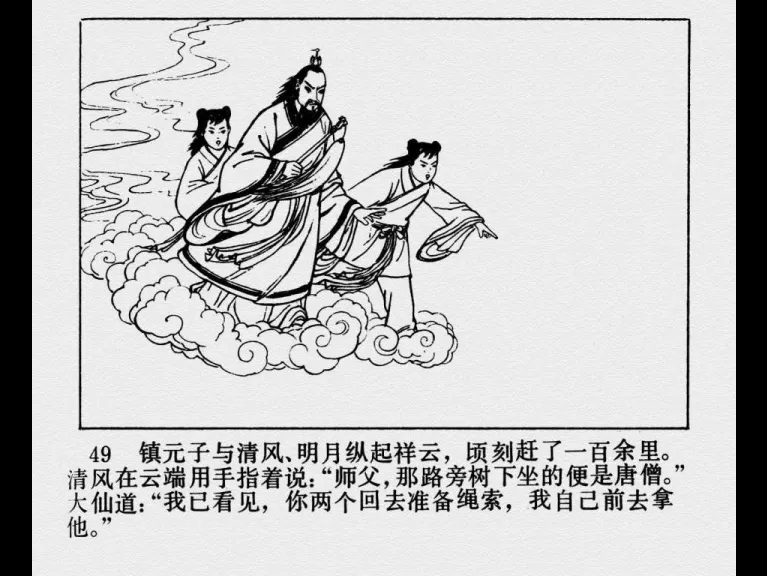 49 镇元子与清风、明月纵起祥云，顷刻赶了一百余里。
清风在云端用手指着说：“师父，那路旁树下坐的便是唐僧。”
大仙道：“我已看见，你两个回去准备绳索，我自己前去拿
他。”